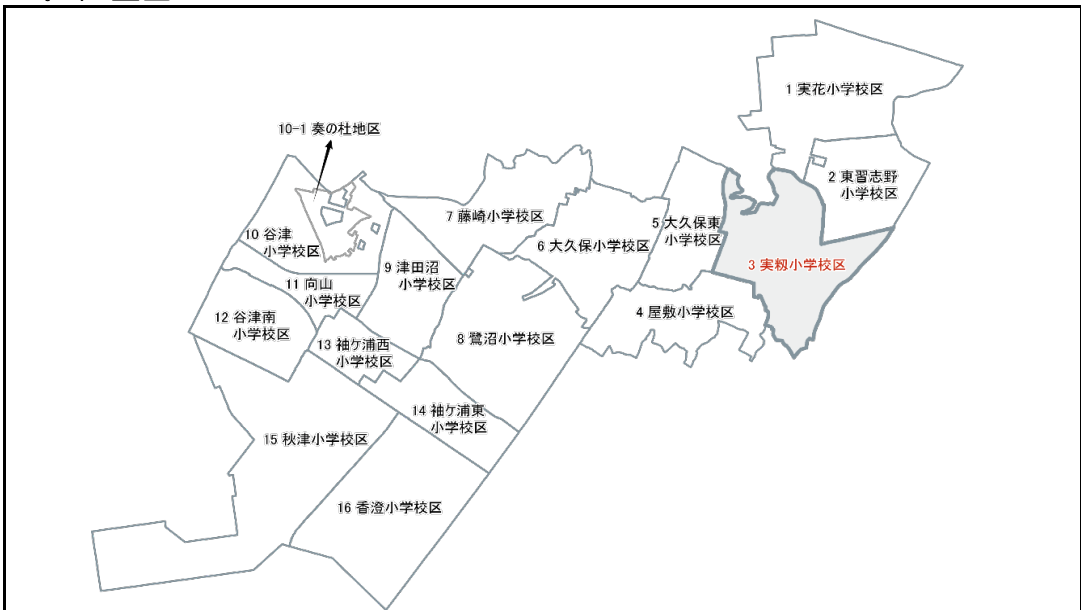 1 実花小学校区
10-1 奏の杜地区
2 東習志野
小学校区
7 藤崎小学校区
5 大久保東
小学校区
10 谷津
小学校区
6 大久保小学校区
9 津田沼
小学校区
3 実籾小学校区
11 向山
小学校区
12 谷津南
小学校区
4 屋敷小学校区
8 鷺沼小学校区
13 袖ケ浦西
小学校区
14 袖ケ浦東
小学校区
15 秋津小学校区
16 香澄小学校区